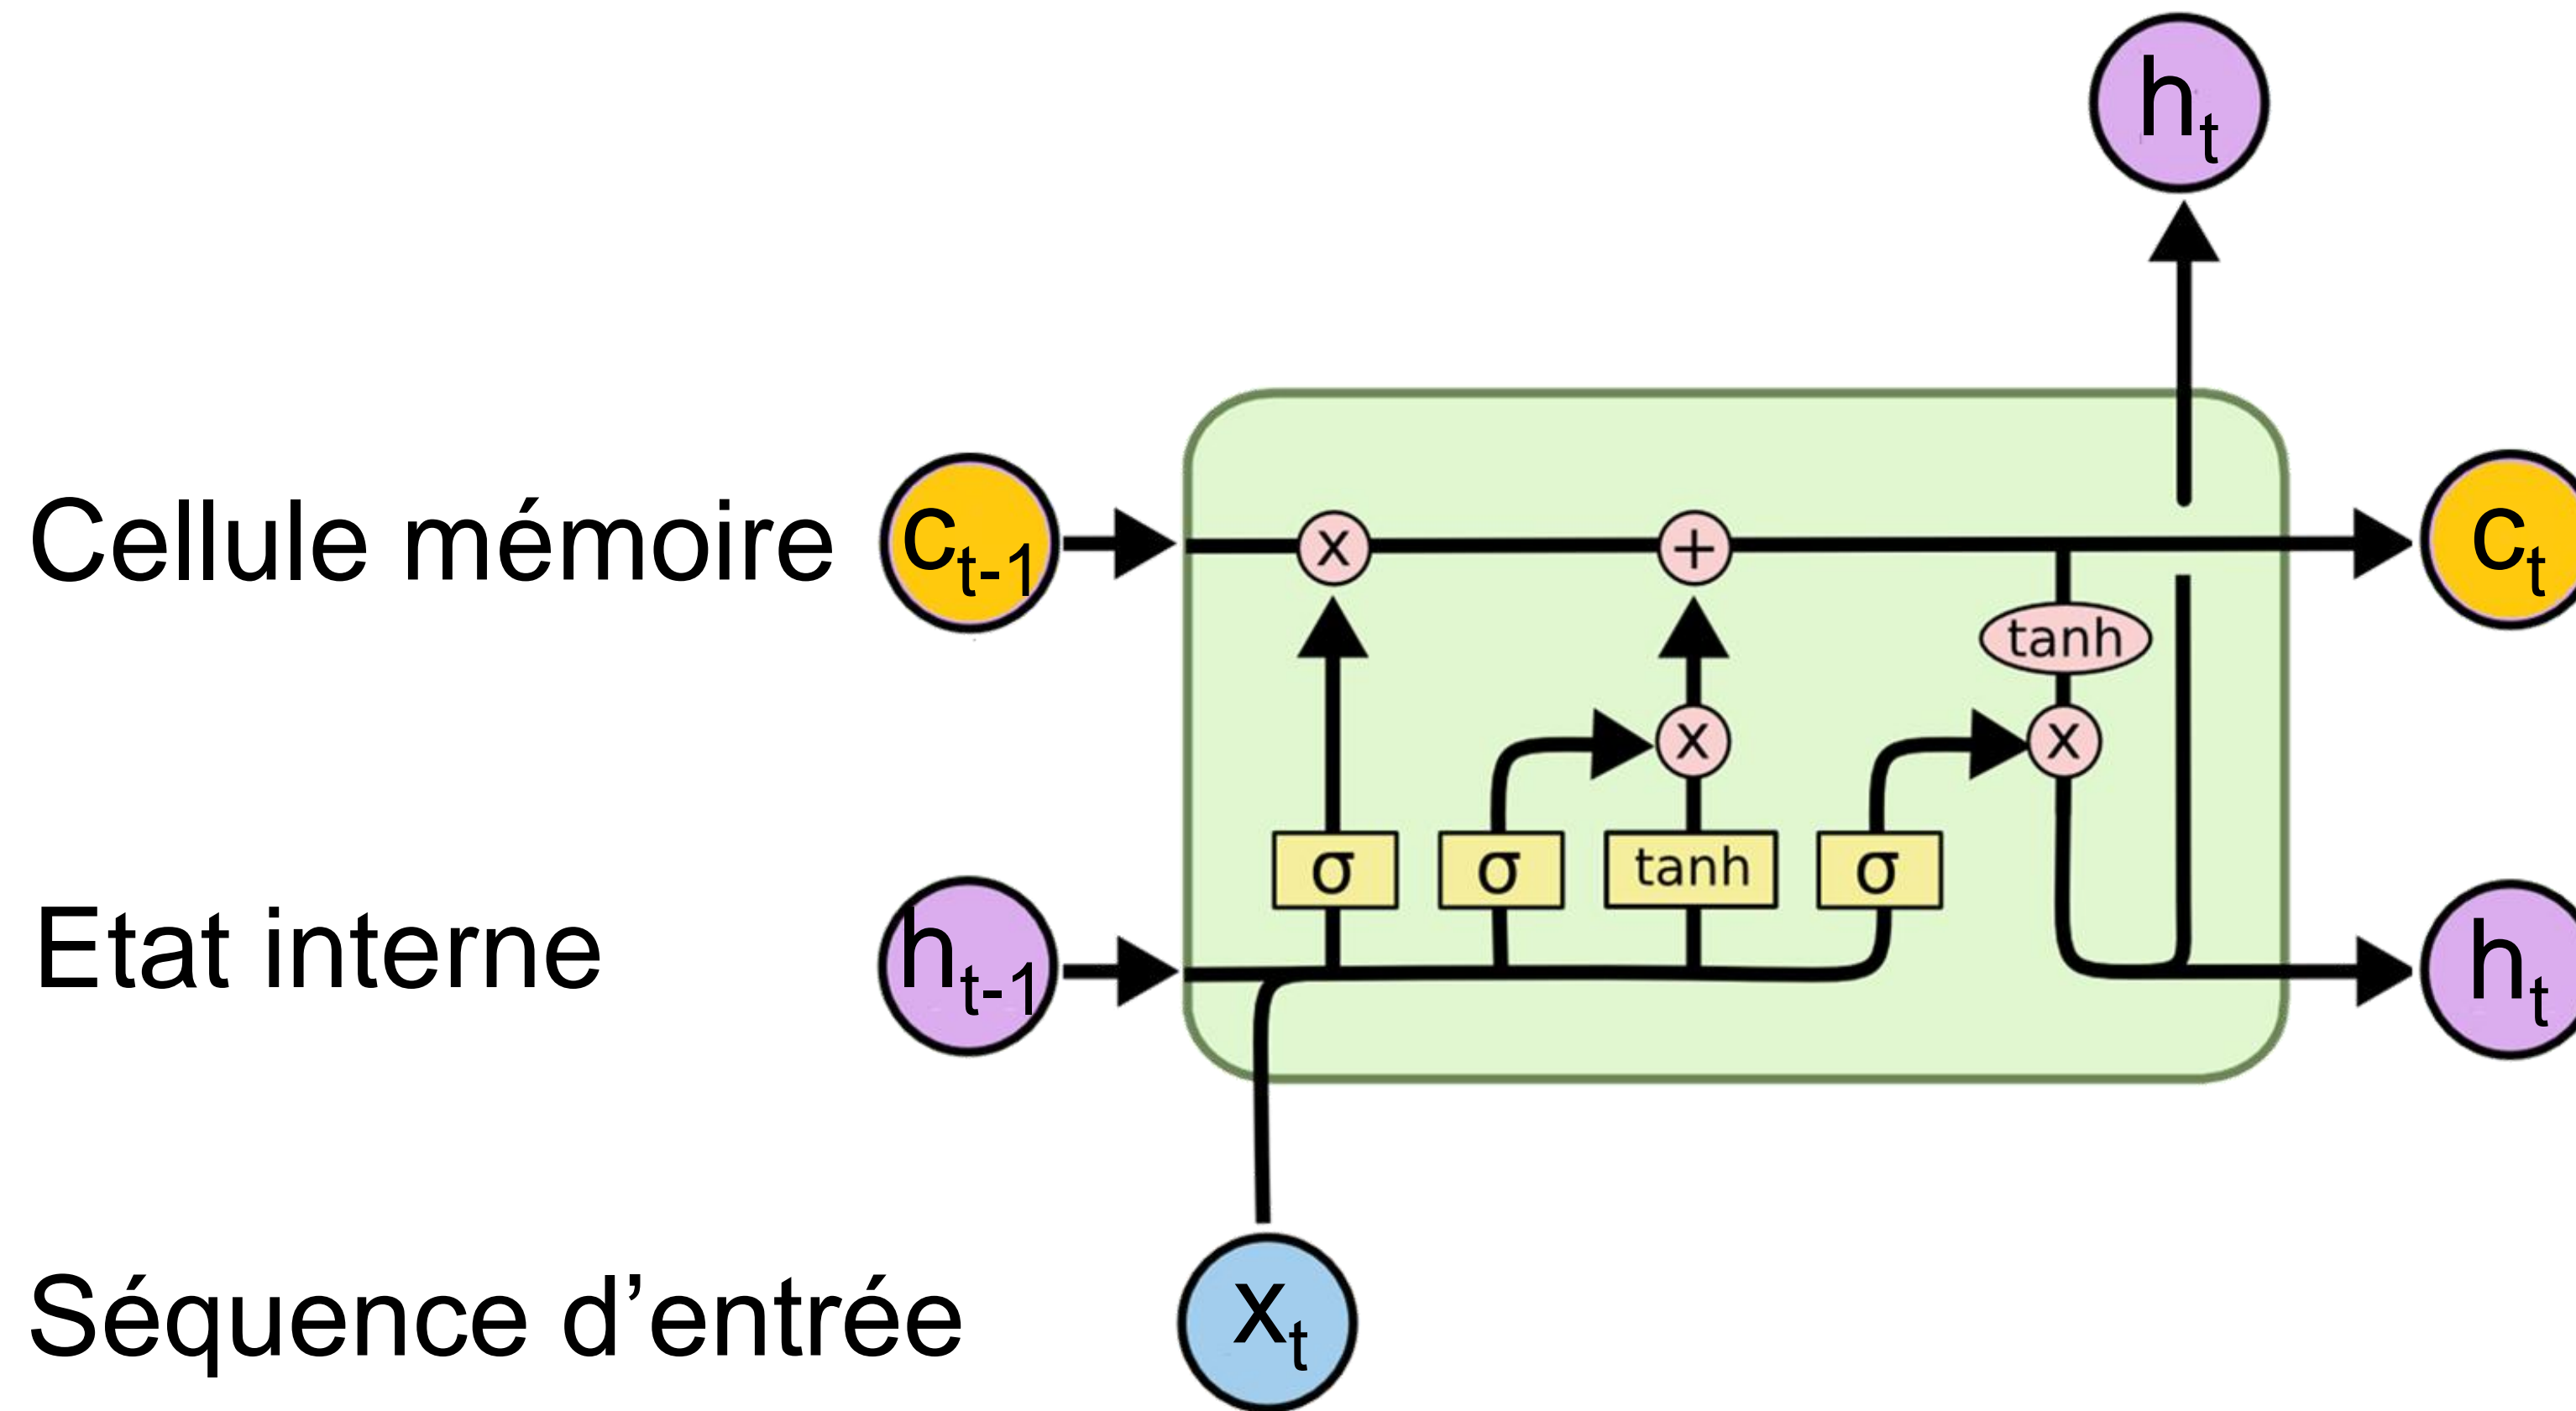 h_t
Cellule mémoire c_t-1 x + c_t
tanh
x x
σ σ tanh σ
Etat interne h_t-1 h_t
Séquence d’entrée x_t